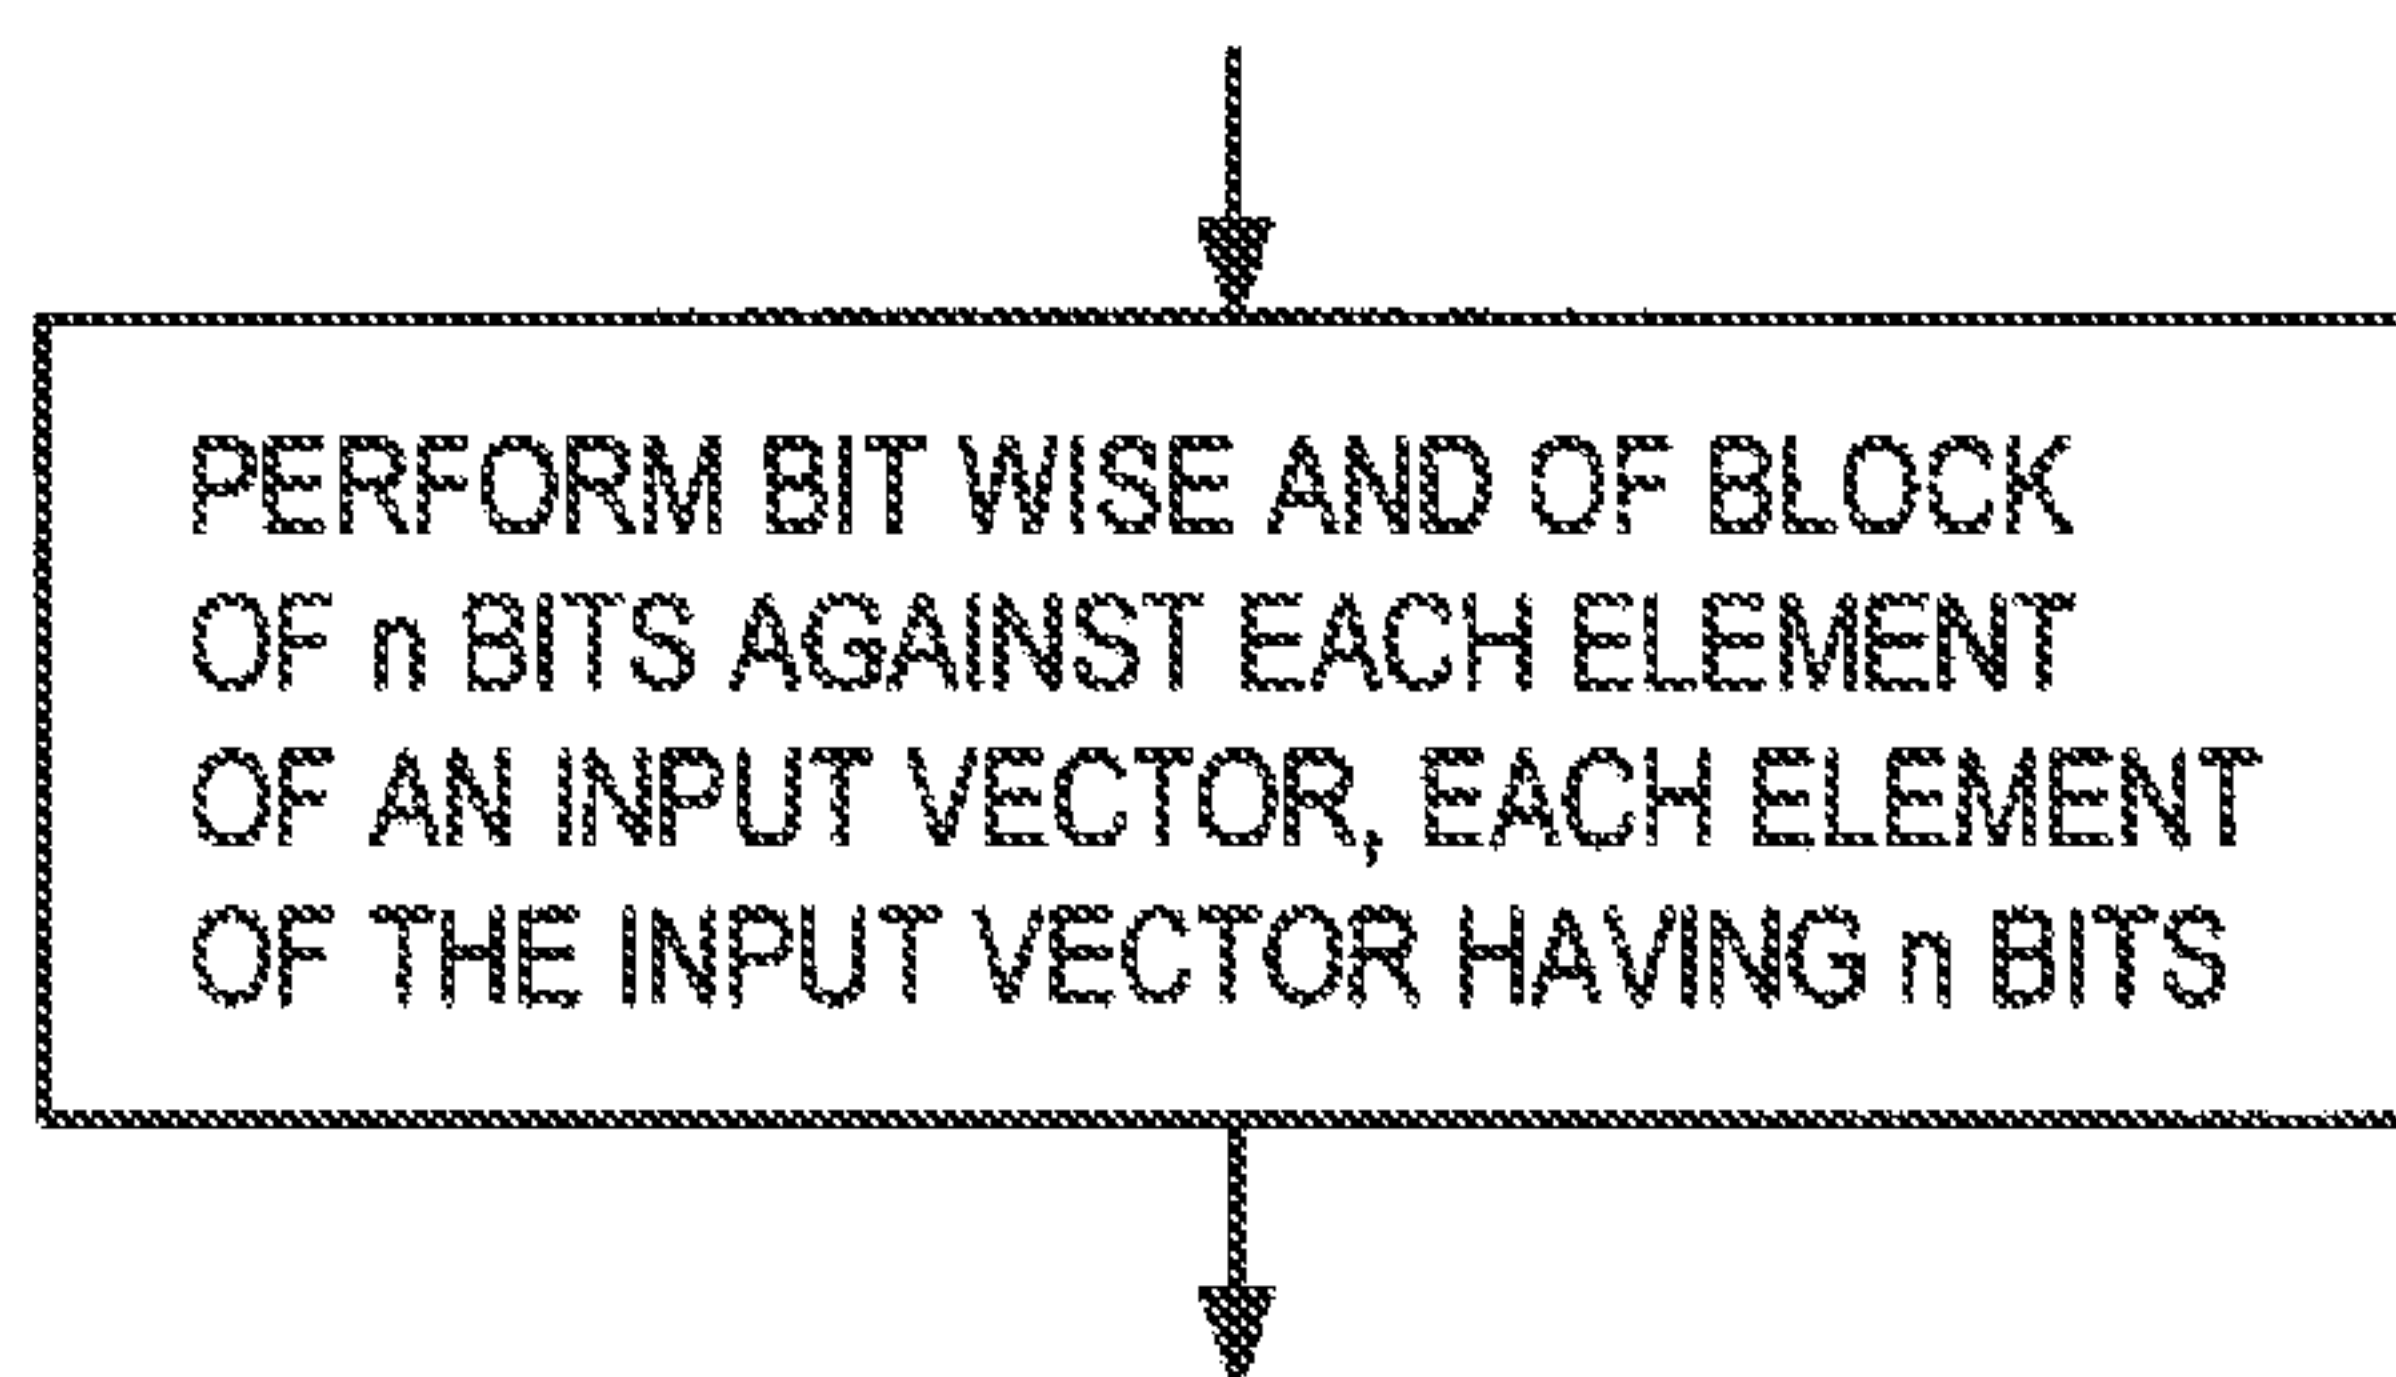 PERFORM BIT WISE AND OF BLOCK
OF n BITS AGAINST EACH ELEMENT
OF AN INPUT VECTOR, EACH ELEMENT
OF THE INPUT VECTOR HAVING n BITS